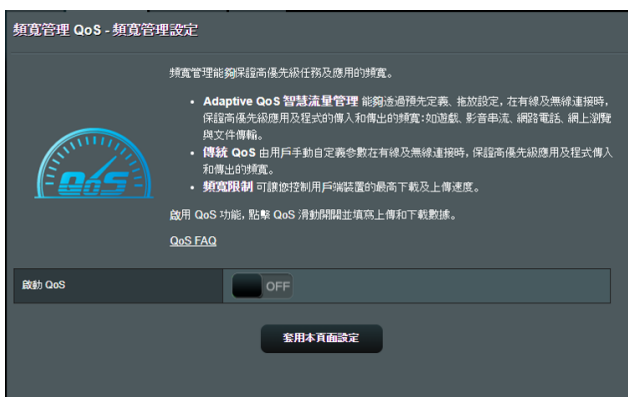 頻寬管理 QoS - 頻寬管理設定
頻寬管理能夠保證高優先級任務及應用的頻寬。
• Adaptive QoS 智慧流量管理 能夠透過預先定義、拖放設定，在有線及無線連接時，
保證高優先級應用及程式的傳入和傳出的頻寬：如遊戲、影音串流、網路電話、網上瀏覽
與文件傳輸。
• 傳統 QoS 由用戶手動自定義參數在有線及無線連接時，保證高優先級應用及程式傳入
和傳出的頻寬。
• 頻寬限制 可讓您控制用戶端裝置的最高下載及上傳速度。
QoS
啟用 QoS 功能，點擊 QoS 滑動開關並填寫上傳和下載數據。
QoS FAQ
啟動 QoS
OFF
套用本頁面設定